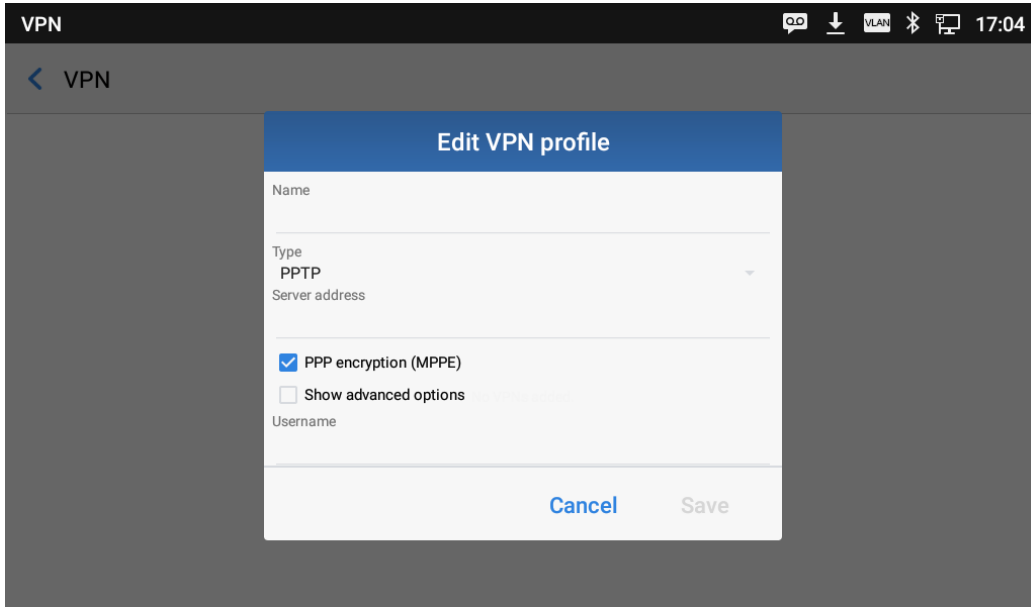 VPN
VLAN 17:04
VPN
Edit VPN profile
Name
Type
PPTP
Server address
PPP encryption (MPPE)
Show advanced options
Username
Cancel Save